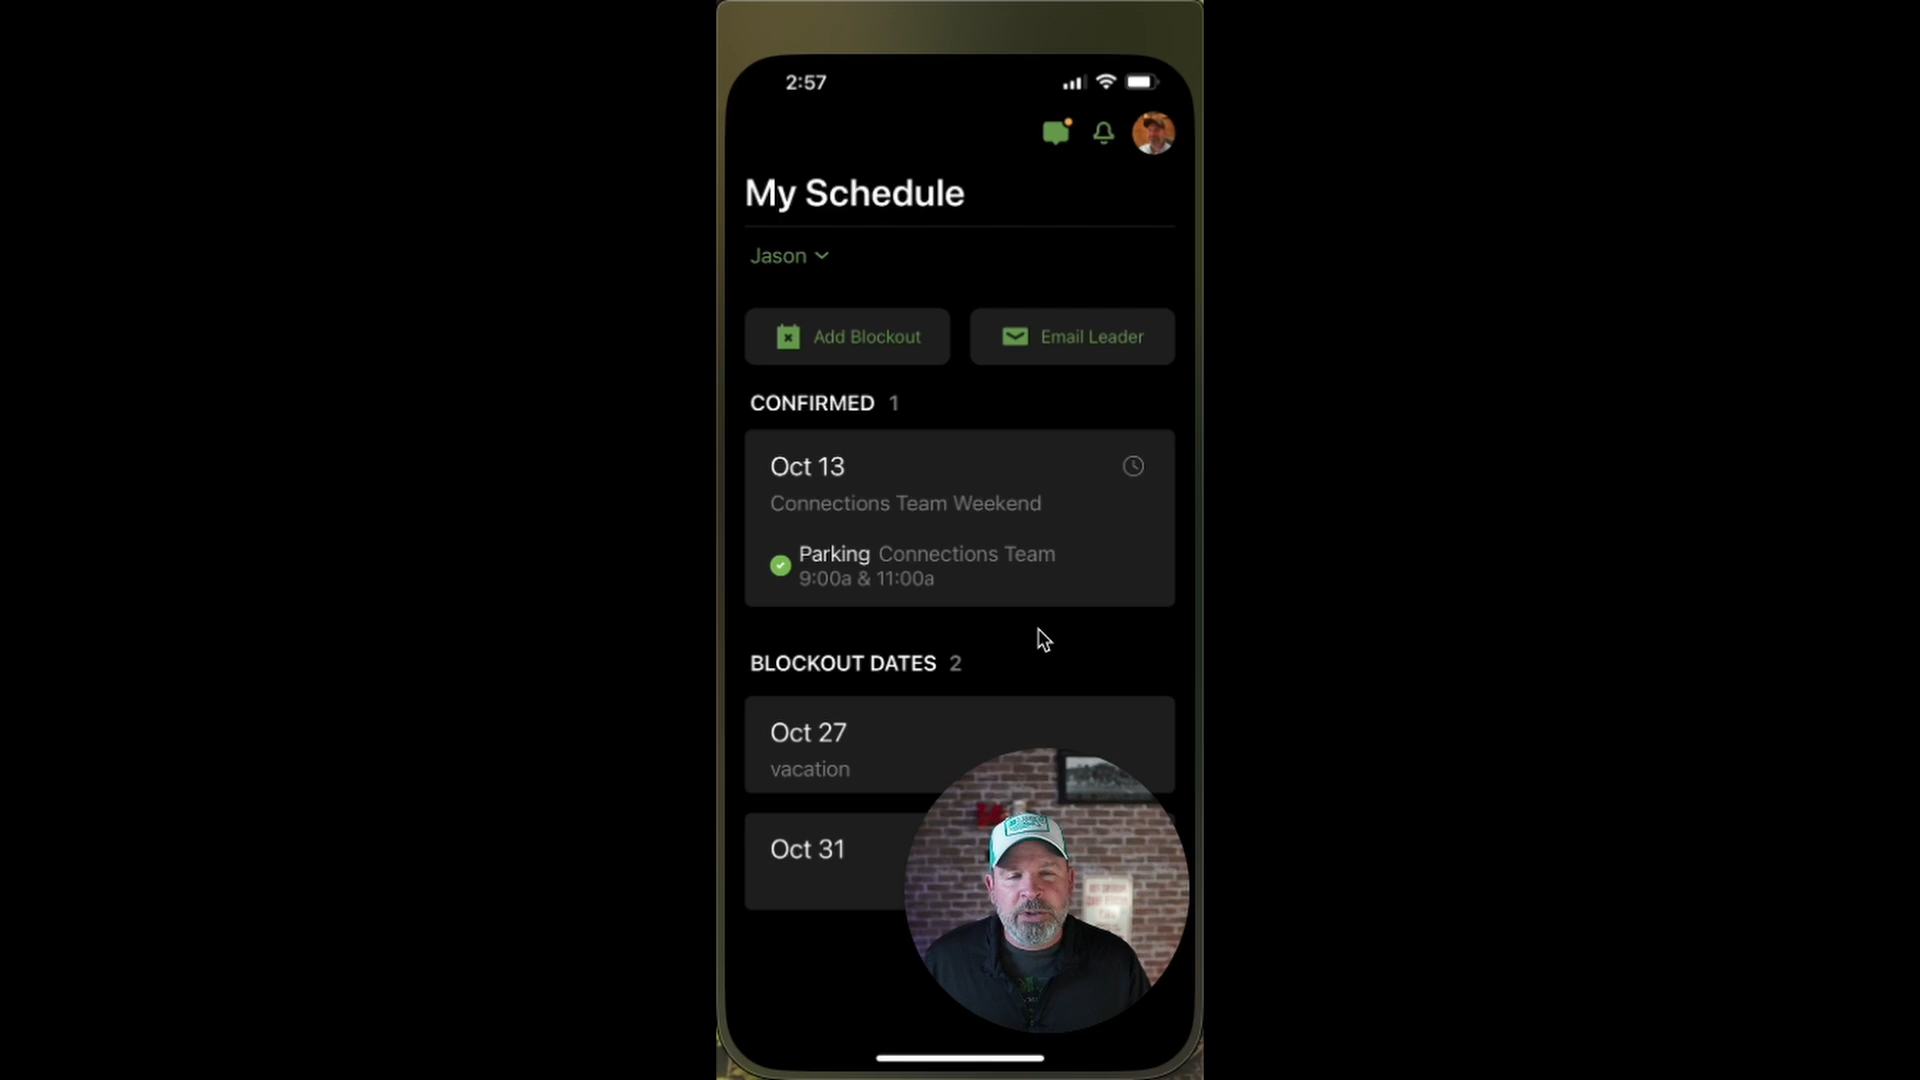 2:57
My Schedule
Jason
Add Blockout
Email Leader
CONFIRMED 1
Oct 13
Connections Team Weekend
Parking Connections Team
9:00a & 11:00a
BLOCKOUT DATES 2
Oct 27
vacation
Oct 31